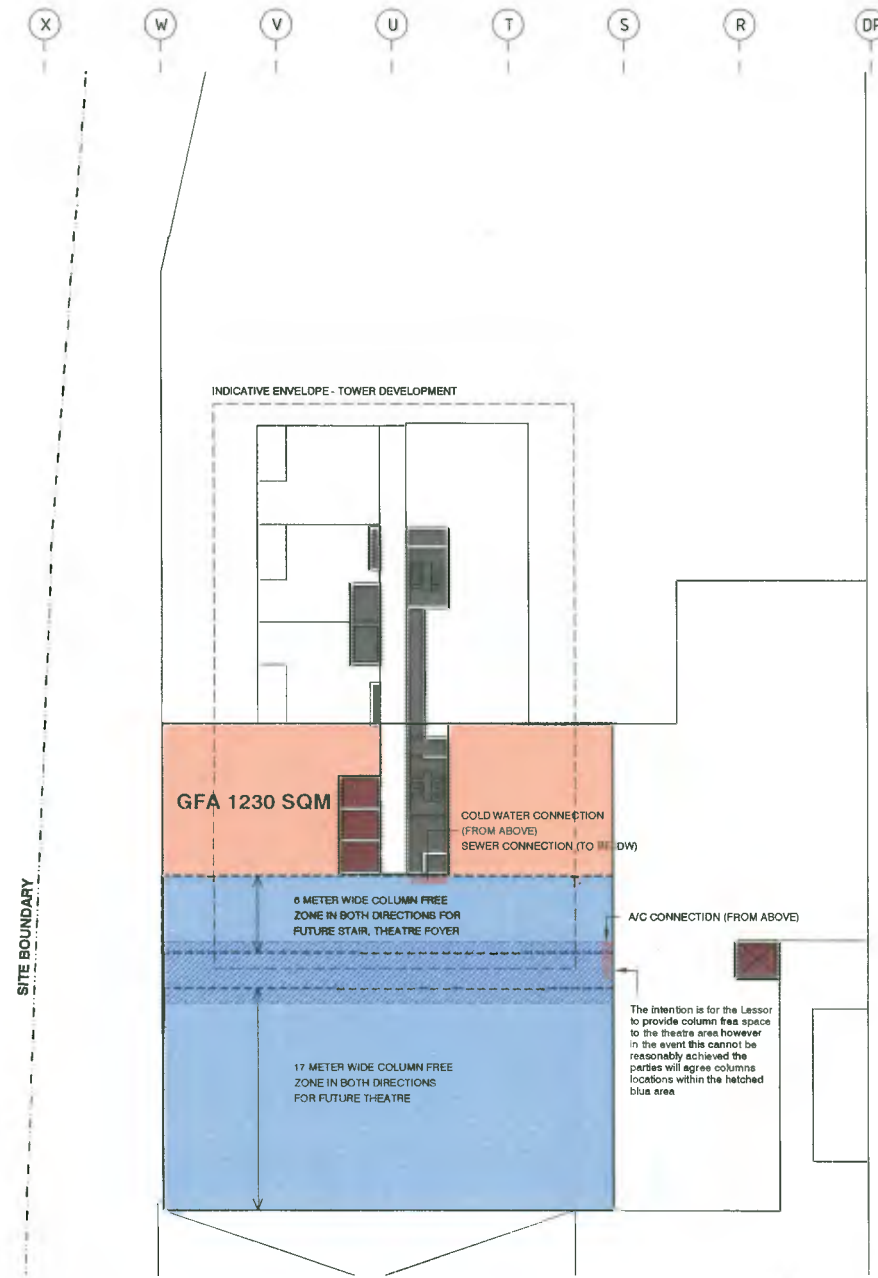 X W V U T S R DP
INDICATIVE ENVELOPE - TOWER DEVELOPMENT
GFA 1230 SQM
COLD WATER CONNECTION
(FROM ABOVE)
SEWER CONNECTION (TO BELOW)
6 METER WIDE COLUMN FREE
ZONE IN BOTH DIRECTIONS FOR
FUTURE STAIR, THEATRE FOYER
A/C CONNECTION (FROM ABOVE)
SITE BOUNDARY
The intention is for the Lessor
to provide column free space
to the theatre area however
in the event this cannot be
reasonably achieved the
parties will agree columns
locations within the hatched
blue area
17 METER WIDE COLUMN FREE
ZONE IN BOTH DIRECTIONS
FOR FUTURE THEATRE